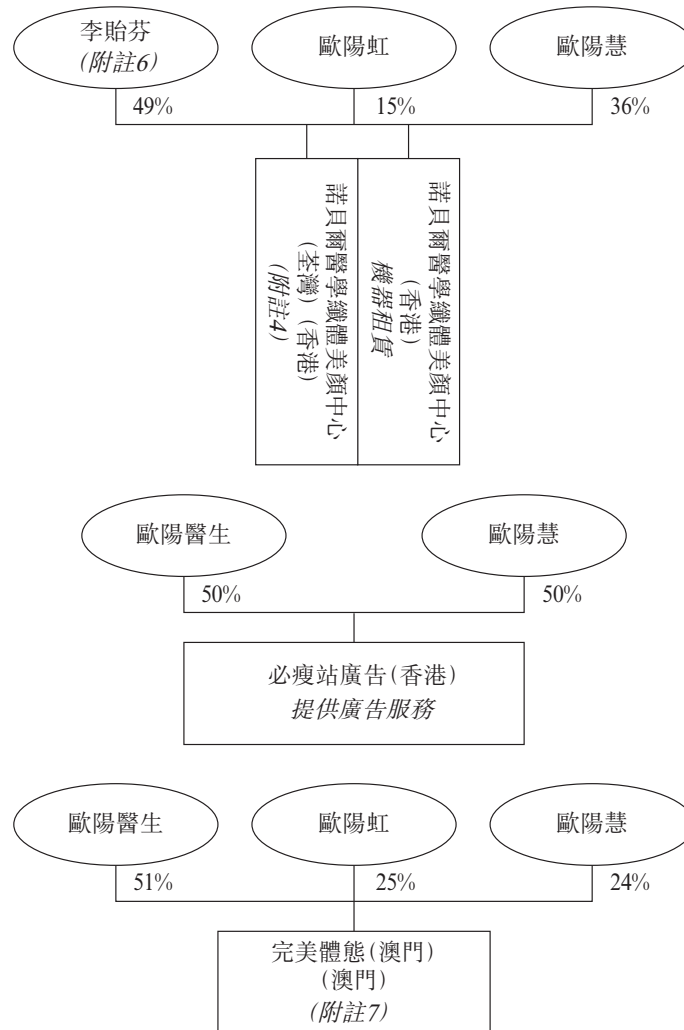 李貽芬
(附註6)
歐陽虹
歐陽慧
49%
15%
36%
諾貝爾醫學纖體美顏中心
(荃灣)(香港)
(附註4)
諾貝爾醫學纖體美顏中心
(香港)
機器租賃
歐陽醫生
歐陽慧
50%
50%
必瘦站廣告(香港)
提供廣告服務
歐陽醫生
歐陽虹
歐陽慧
51%
25%
24%
完美體態(澳門)
(澳門)
(附註7)